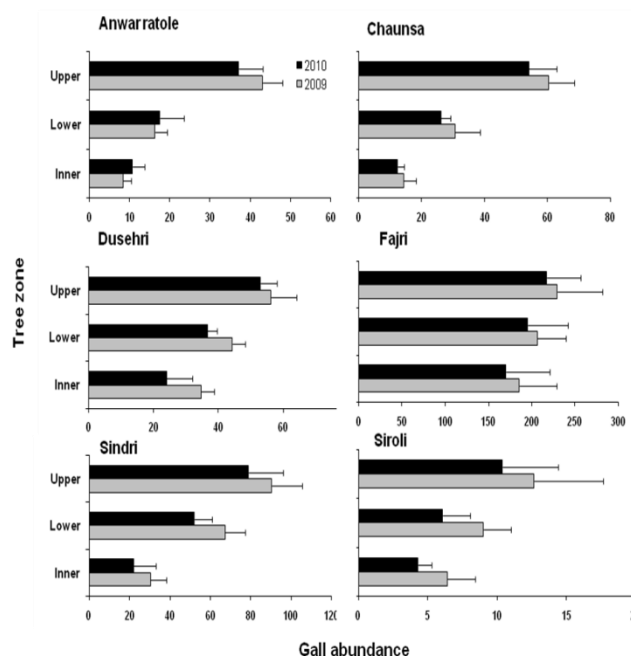 Anwarratole
Chaunsa
Upper
Lower
Inner
2010
2009
0 10 20 30 40 50 60
0 20 40 60 80
Dusehri
Fajri
Tree zone
Upper
Lower
Inner
0 20 40 60
0 50 100 150 200 250 300
Sindri
Siroli
Upper
Lower
Inner
0 20 40 60 80 100
0 5 10 15
Gall abundance